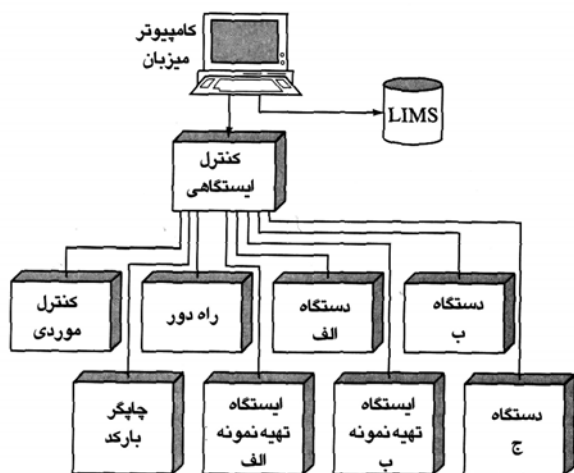 کامپیوتر
میزبان
LIMS
کنترل
ایستگاهی
دستگاه
ب
دستگاه
الف
راه دور
کنترل
موردی
دستگاه
ج
ایستگاه
تهیه نمونه
ب
ایستگاه
تهیه نمونه
الف
چاپگر
بارکد